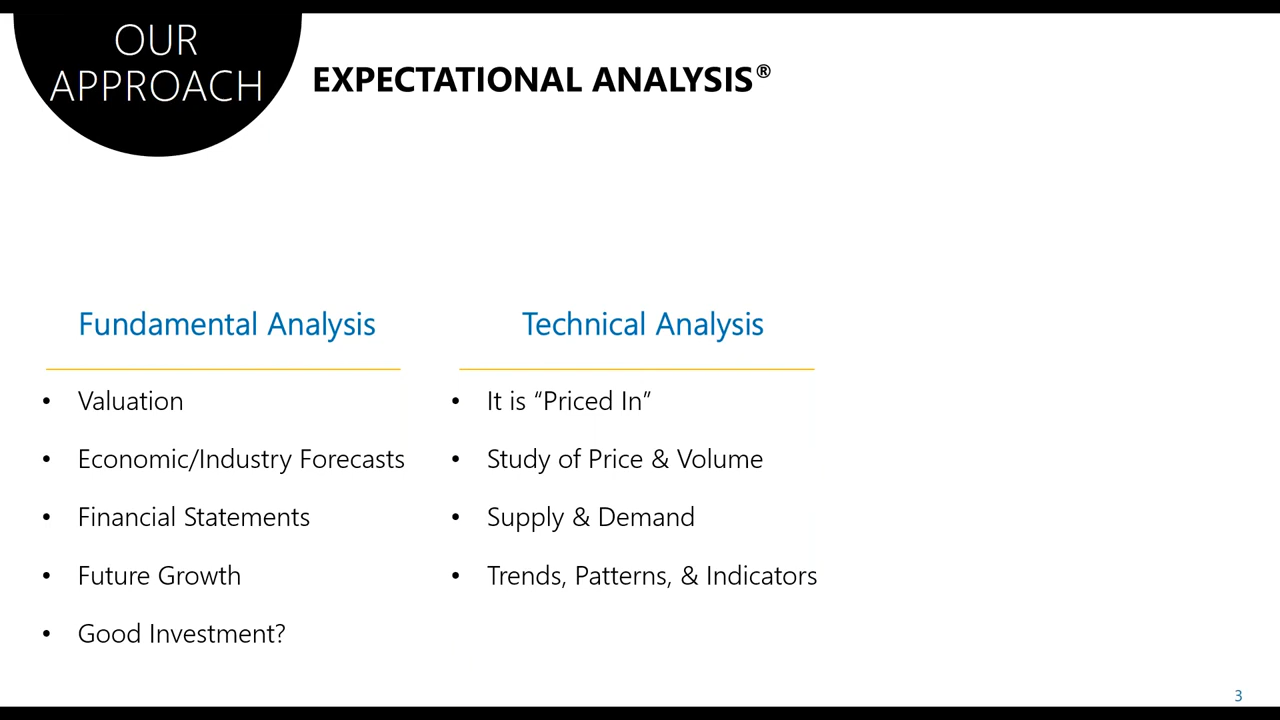 OUR
APPROACH
EXPECTATIONAL ANALYSIS®
Fundamental Analysis
• Valuation
• Economic/Industry Forecasts
• Financial Statements
• Future Growth
• Good Investment?
Technical Analysis
• It is “Priced In”
• Study of Price & Volume
• Supply & Demand
• Trends, Patterns, & Indicators
3